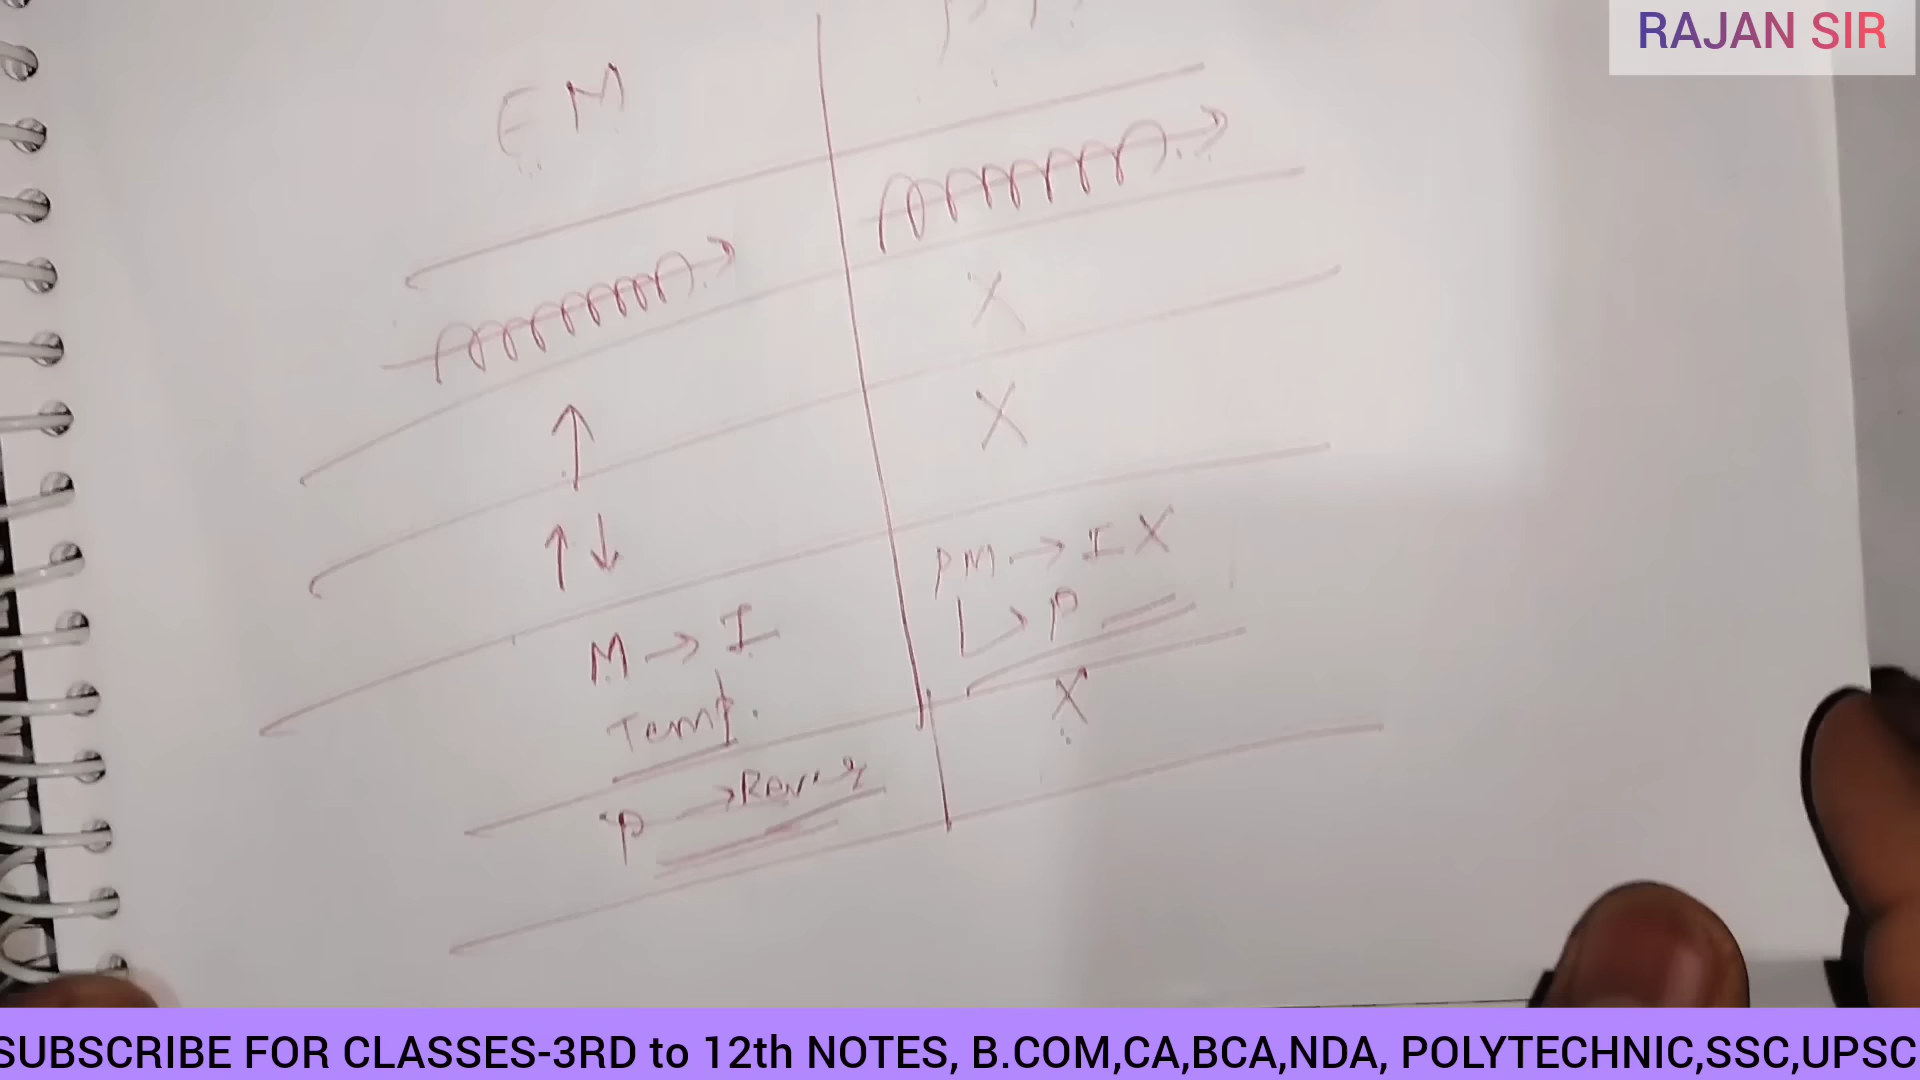 RAJAN SIR
EM
X
↑
X
↑ ↓
PM → I X
↳ P
M → I
Temp.
X
P →
SUBSCRIBE FOR CLASSES-3RD to 12th NOTES, B.COM,CA,BCA,NDA, POLYTECHNIC,SSC,UPSC